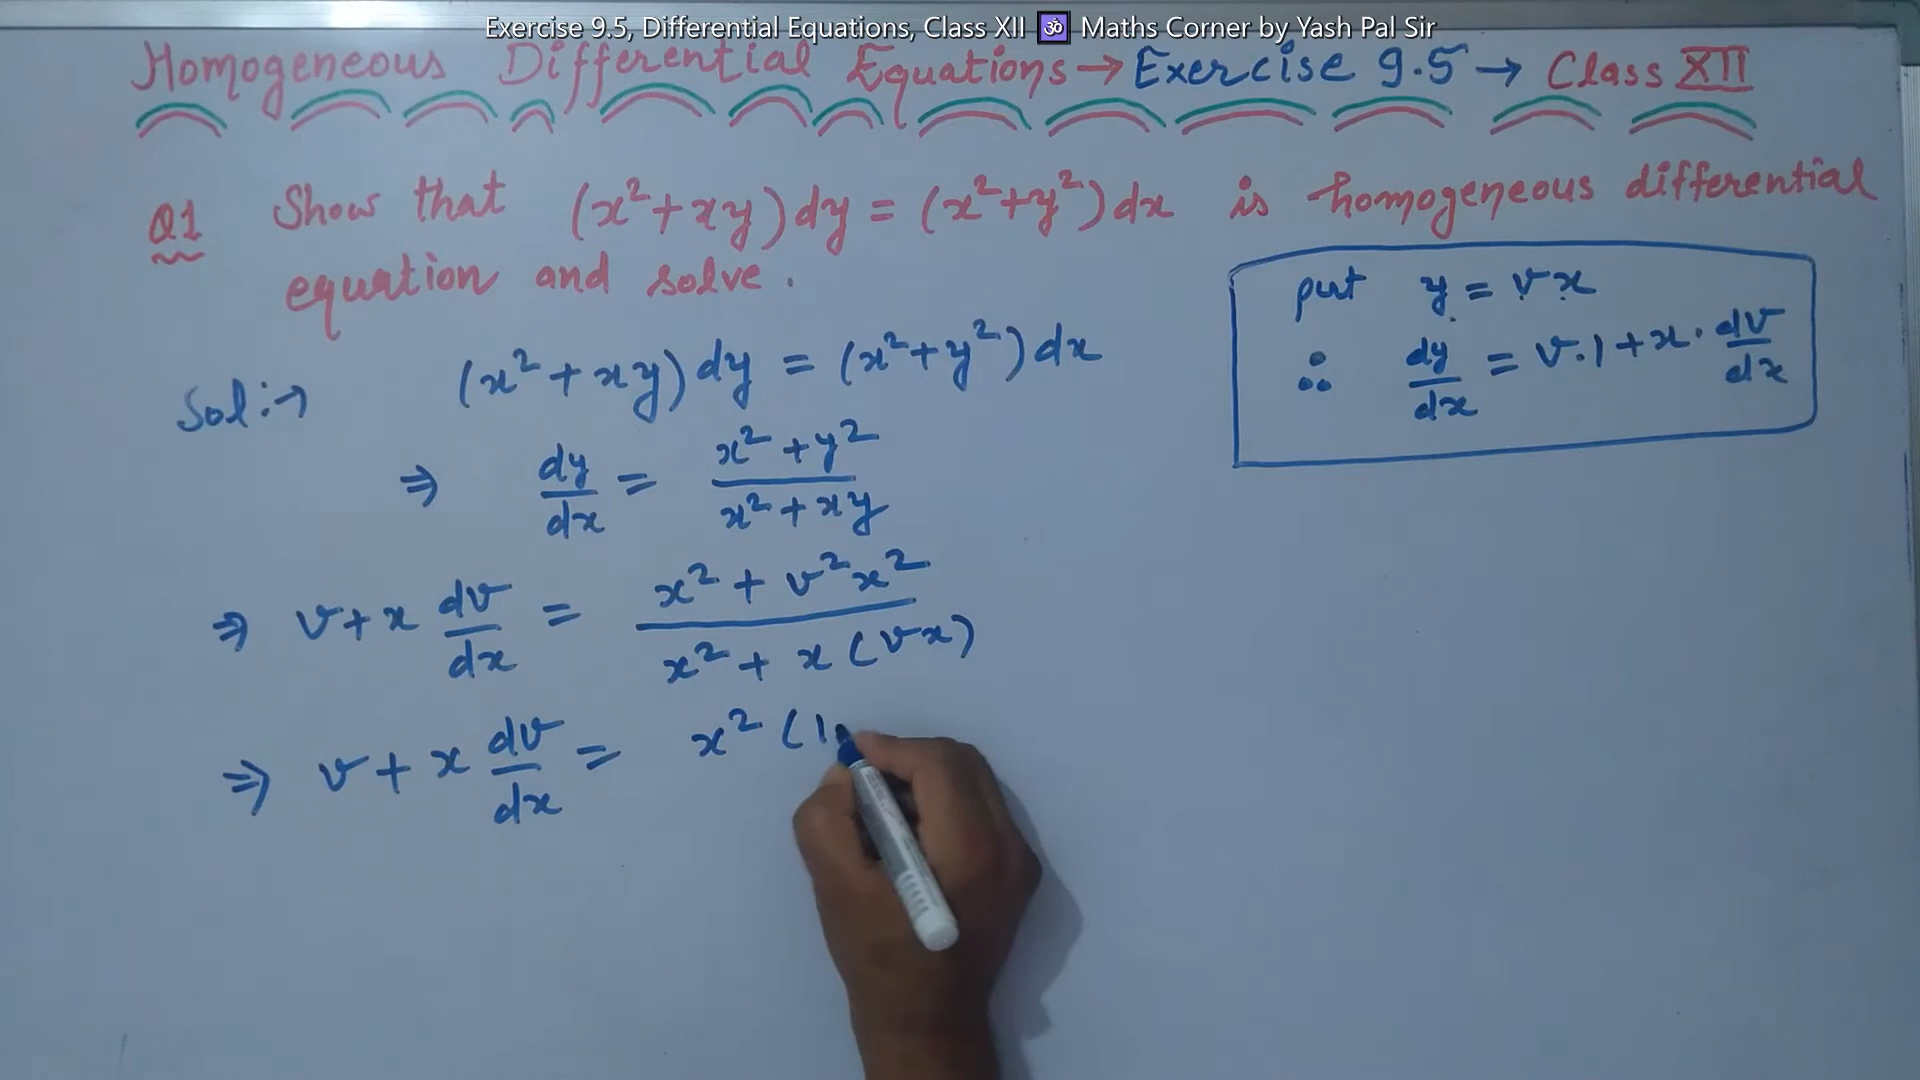 Exercise 9.5, Differential Equations, Class XII 🕉 Maths Corner by Yash Pal Sir
Homogeneous Differential Equations → Exercise 9.5 → Class XII
Q1 Show that (x² + xy) dy = (x² + y²) dx is homogeneous differential
equation and solve.
put y = vx
∴ dy/dx = v.1 + x . dv/dx
Sol :→ (x² + xy) dy = (x² + y²) dx
⇒ dy/dx = (x² + y²)/(x² + xy)
⇒ v + x dv/dx = (x² + v²x²)/(x² + x(vx))
⇒ v + x dv/dx = x² (1